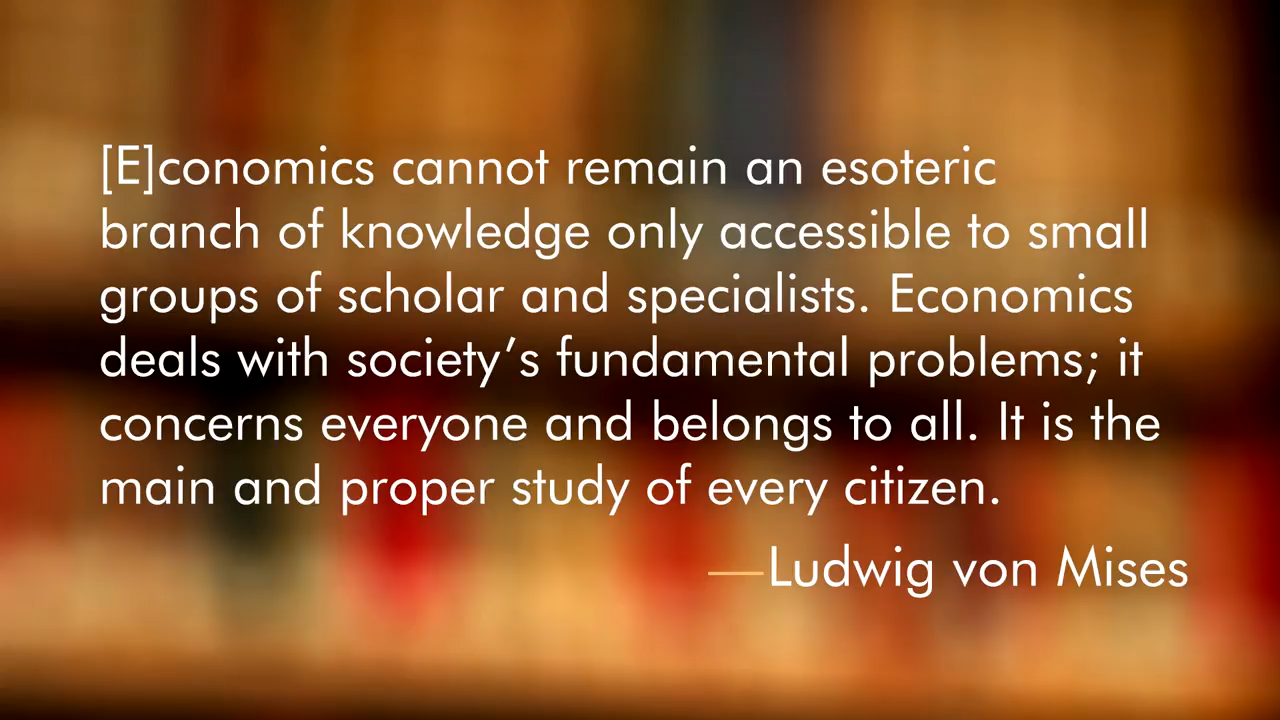 [E]conomics cannot remain an esoteric
branch of knowledge only accessible to small
groups of scholar and specialists. Economics
deals with society’s fundamental problems; it
concerns everyone and belongs to all. It is the
main and proper study of every citizen.
—Ludwig von Mises